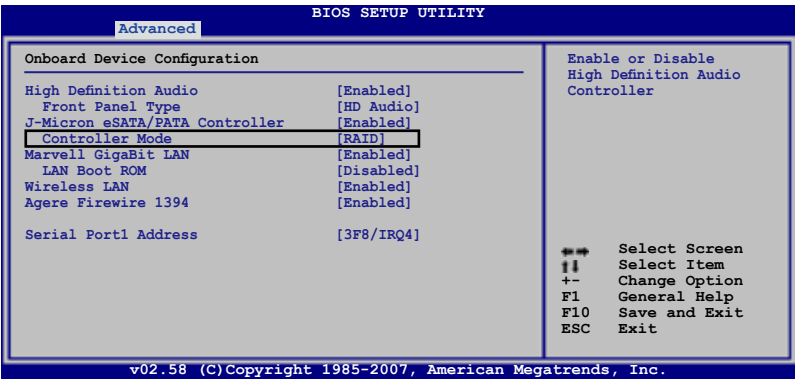 BIOS SETUP UTILITY
Advanced
Onboard Device Configuration
High Definition Audio [Enabled]
Front Panel Type [HD Audio]
J-Micron eSATA/PATA Controller [Enabled]
Controller Mode [RAID]
Marvell GigaBit LAN [Enabled]
LAN Boot ROM [Disabled]
Wireless LAN [Enabled]
Agere Firewire 1394 [Enabled]
Serial Port1 Address [3F8/IRQ4]
Enable or Disable
High Definition Audio
Controller
←→ Select Screen
↑↓ Select Item
+- Change Option
F1 General Help
F10 Save and Exit
ESC Exit
v02.58 (C)Copyright 1985-2007, American Megatrends, Inc.